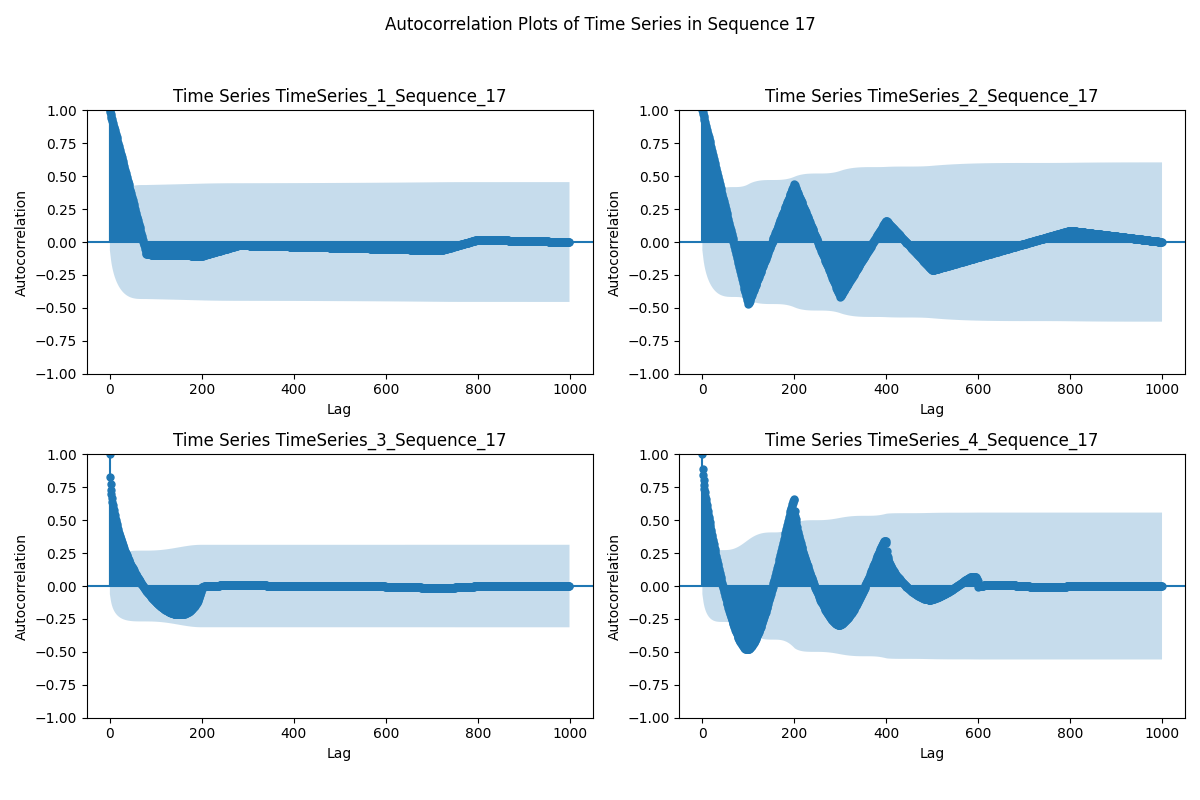 Autocorrelation Plots of Time Series in Sequence 17
Time Series TimeSeries_1_Sequence_17
1.00
0.75
0.50
0.25
0.00
−0.25
−0.50
−0.75
−1.00
Autocorrelation
0 200 400 600 800 1000
Lag
Time Series TimeSeries_2_Sequence_17
1.00
0.75
0.50
0.25
0.00
−0.25
−0.50
−0.75
−1.00
Autocorrelation
0 200 400 600 800 1000
Lag
Time Series TimeSeries_3_Sequence_17
1.00
0.75
0.50
0.25
0.00
−0.25
−0.50
−0.75
−1.00
Autocorrelation
0 200 400 600 800 1000
Lag
Time Series TimeSeries_4_Sequence_17
1.00
0.75
0.50
0.25
0.00
−0.25
−0.50
−0.75
−1.00
Autocorrelation
0 200 400 600 800 1000
Lag